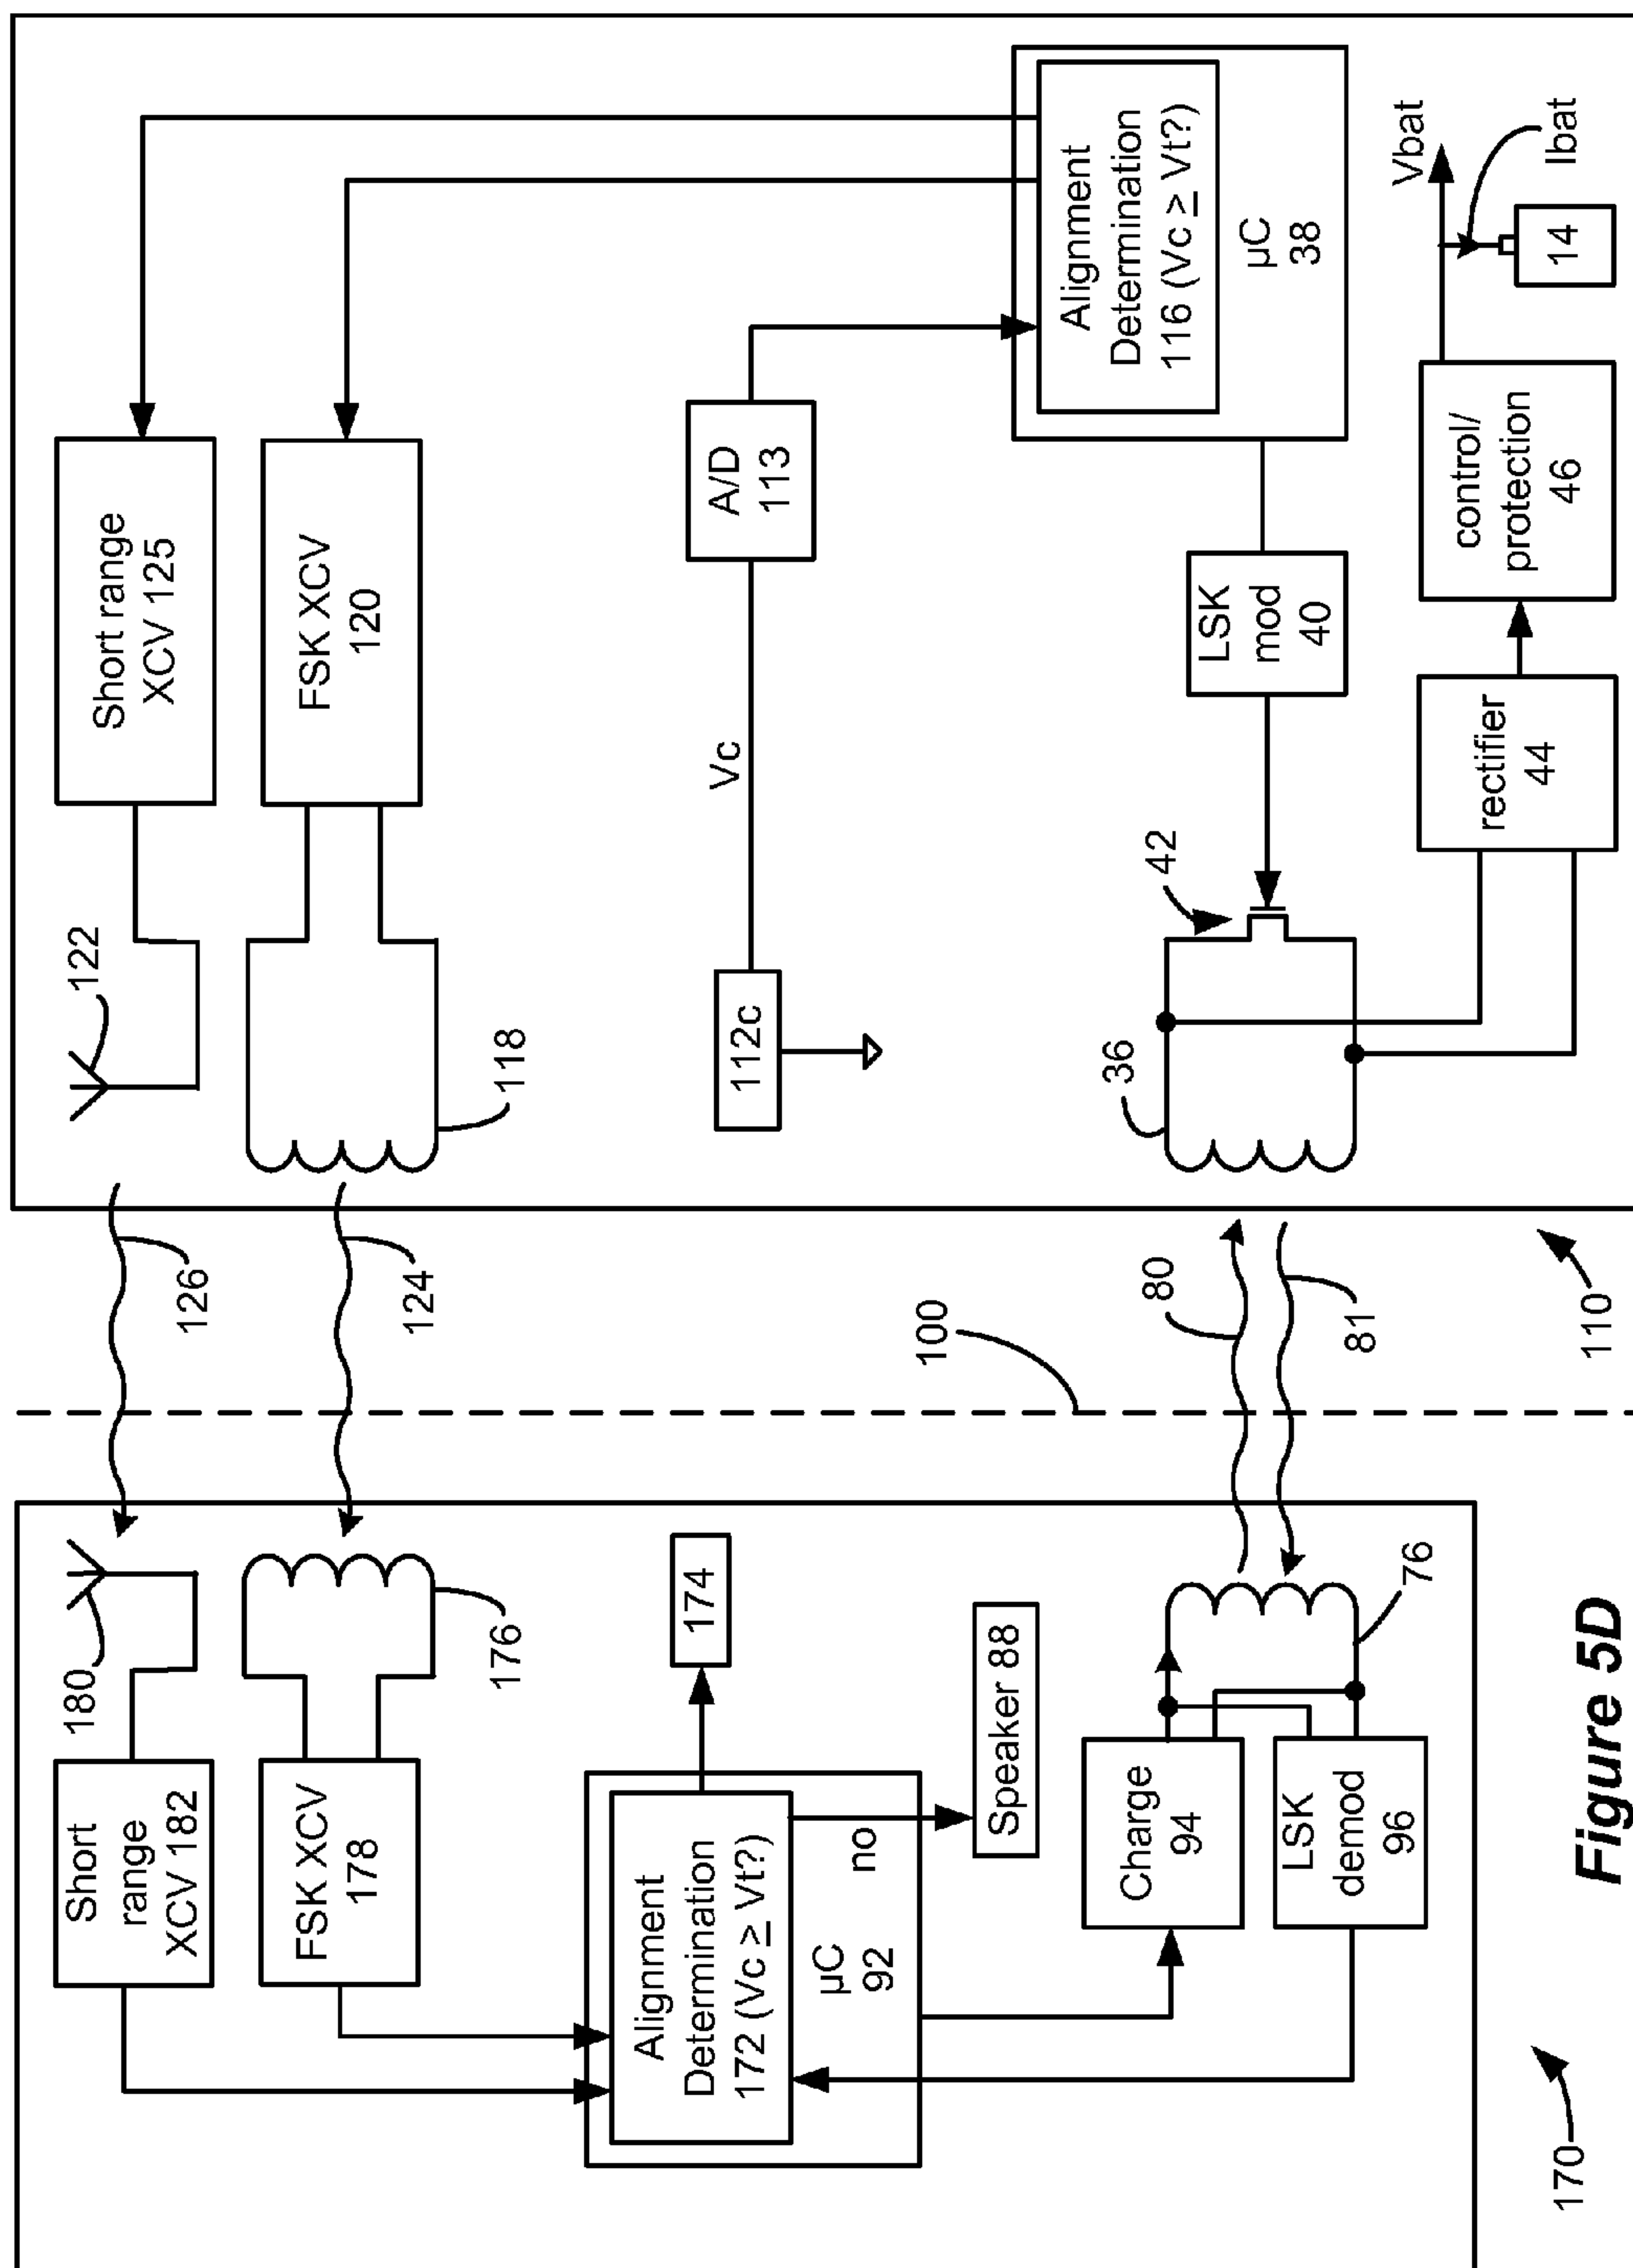 180
Short
range
XCV 182
FSK XCV
178
176
Alignment
Determination
172 (Vc ≥ Vt?)
µC
92
no
174
Speaker 88
Charge
94
LSK
demod
96
76
170
126
124
100
80
81
110
122
Short range
XCV 125
118
FSK XCV
120
112c
Vc
A/D
113
Alignment
Determination
116 (Vc ≥ Vt?)
µC
38
36
42
LSK
mod
40
rectifier
44
control/
protection
46
Vbat
Ibat
14
Figure 5D